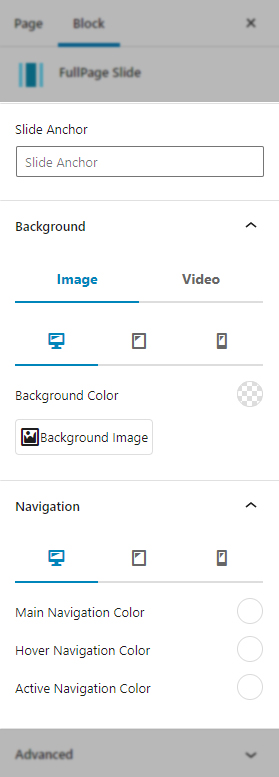 Page Block
FullPage Slide
Slide Anchor
Slide Anchor
Background
Image Video
Background Color
Background Image
Navigation
Main Navigation Color
Hover Navigation Color
Active Navigation Color
Advanced